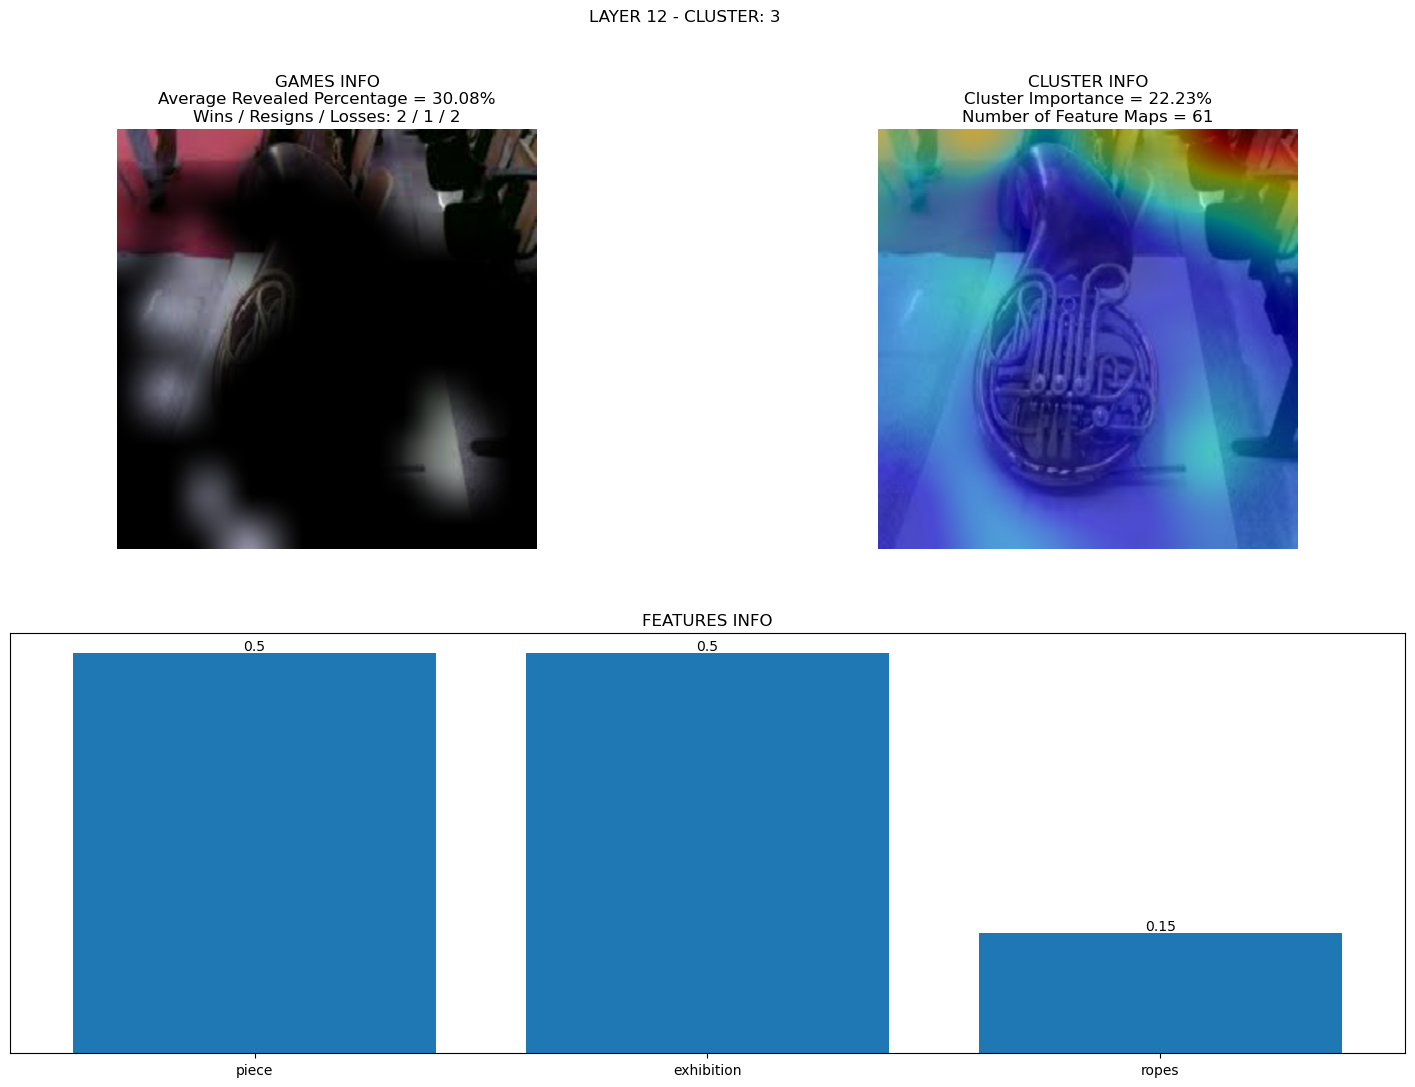 LAYER 12 - CLUSTER: 3
GAMES INFO
Average Revealed Percentage = 30.08%
Wins / Resigns / Losses: 2 / 1 / 2
CLUSTER INFO
Cluster Importance = 22.23%
Number of Feature Maps = 61
FEATURES INFO
0.5
0.5
0.15
piece
exhibition
ropes